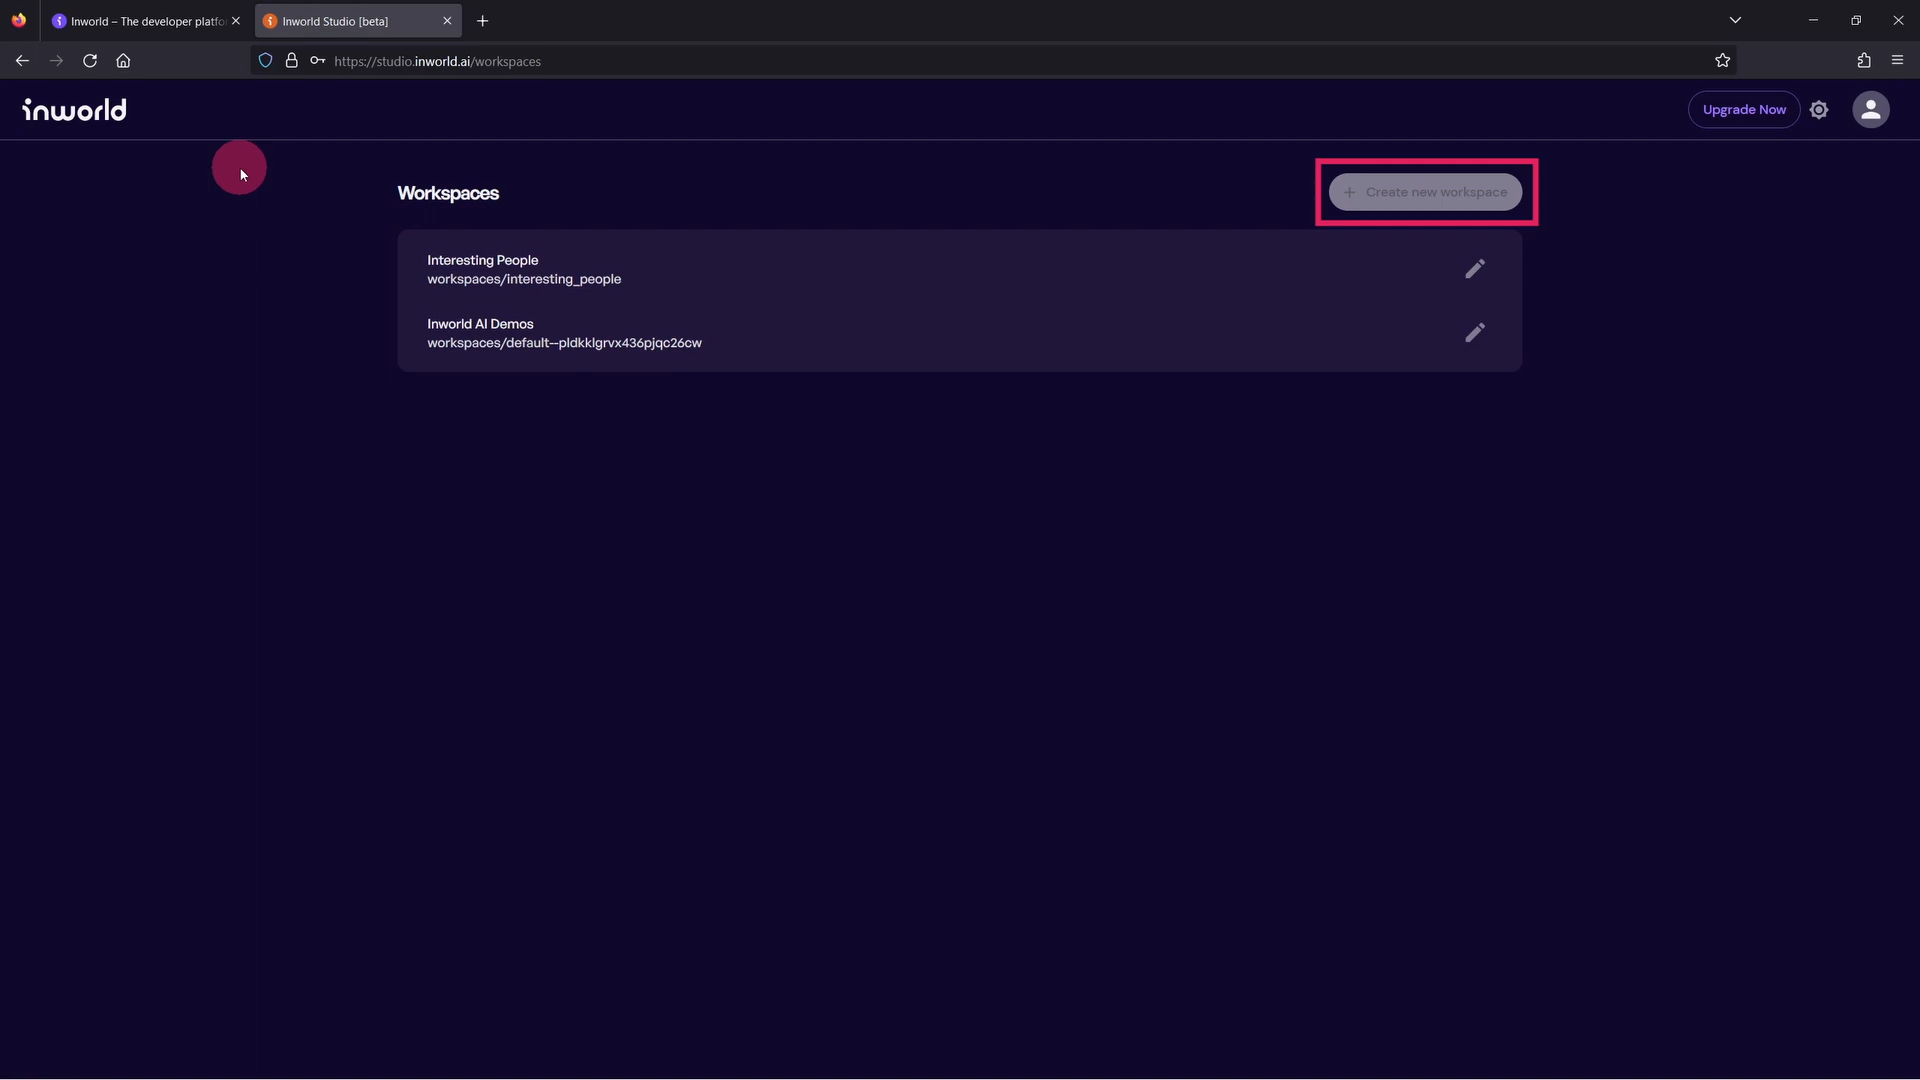 Inworld – The developer platfo
Inworld Studio [beta]
https://studio.inworld.ai/workspaces
inworld
Upgrade Now
Workspaces
+ Create new workspace
Interesting People
workspaces/interesting_people
Inworld AI Demos
workspaces/default--pldkklgrvx436pjqc26cw